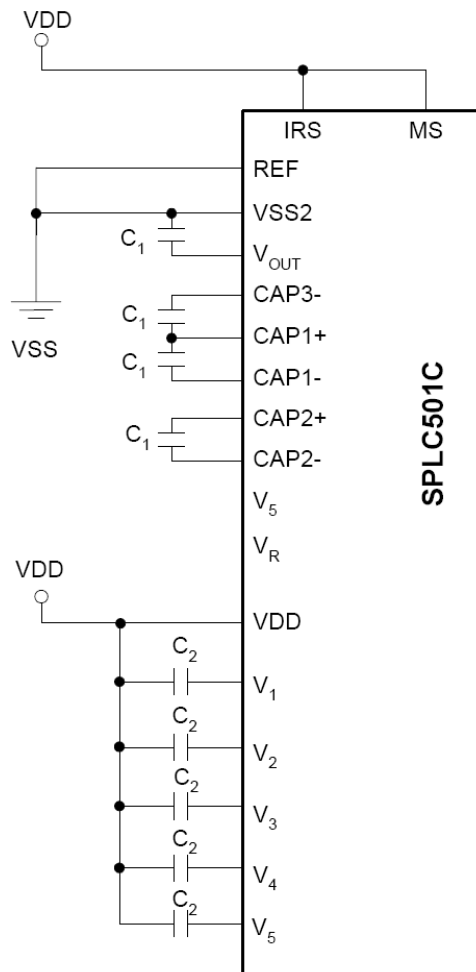 VDD
IRS MS
REF
VSS2
C1
VOUT
CAP3-
C1
CAP1+
VSS
C1
CAP1-
CAP2+
C1
CAP2-
SPLC501C
V5
VR
VDD
VDD
C2
V1
C2
V2
C2
V3
C2
V4
C2
V5